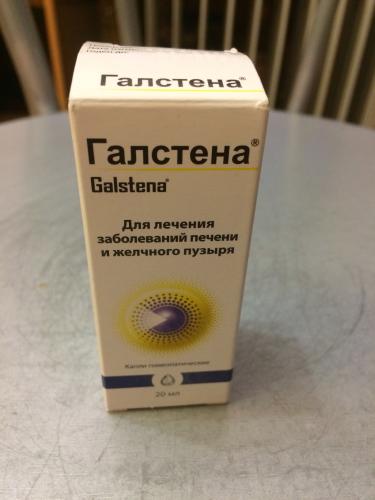 Галстена®
Галстена®
Galstena®
Для лечения
заболеваний печени
и желчного пузыря
Капли гомеопатические
20 мл